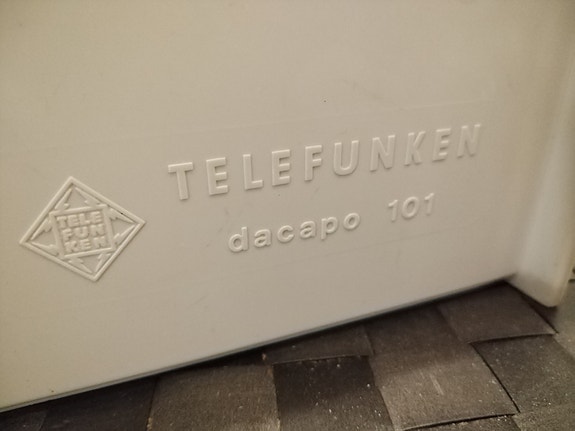 TELE
FUN
KEN
TELEFUNKEN
dacapo 101